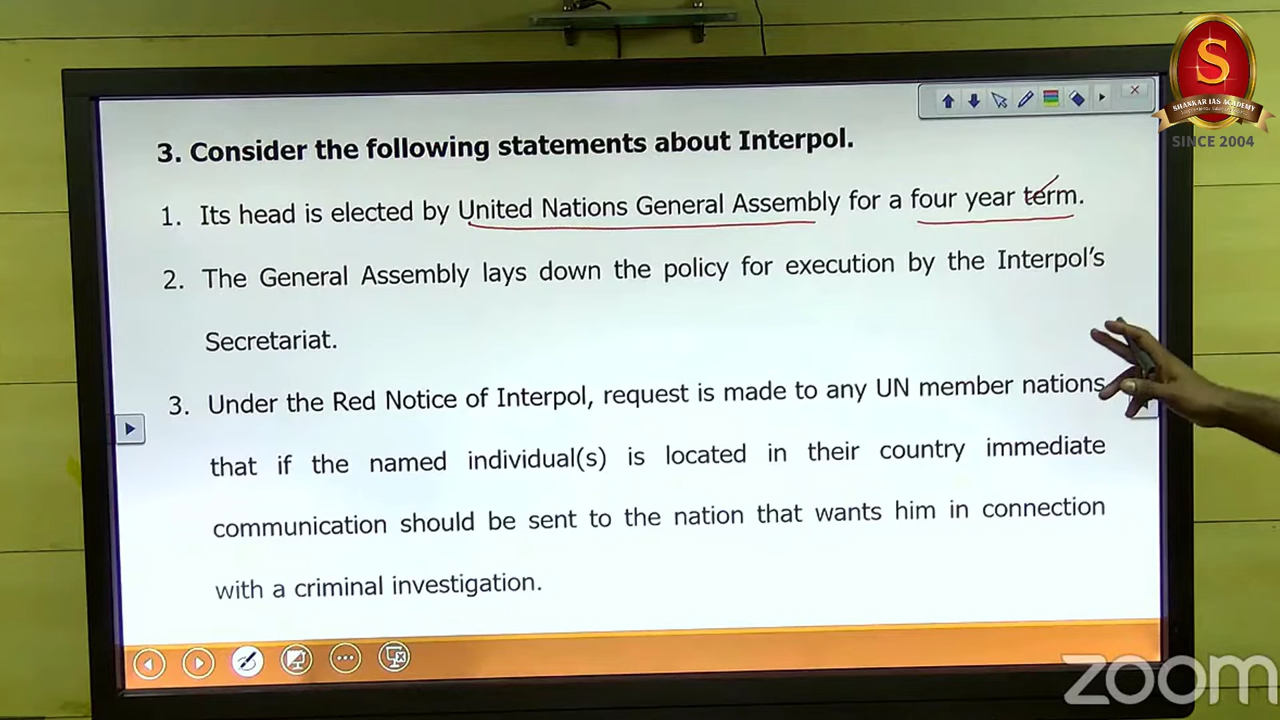 S
SHANKAR IAS ACADEMY
SINCE 2004
3. Consider the following statements about Interpol.
1. Its head is elected by United Nations General Assembly for a four year term.
2. The General Assembly lays down the policy for execution by the Interpol's
Secretariat.
3. Under the Red Notice of Interpol, request is made to any UN member nations
that if the named individual(s) is located in their country immediate
communication should be sent to the nation that wants him in connection
with a criminal investigation.
zoom